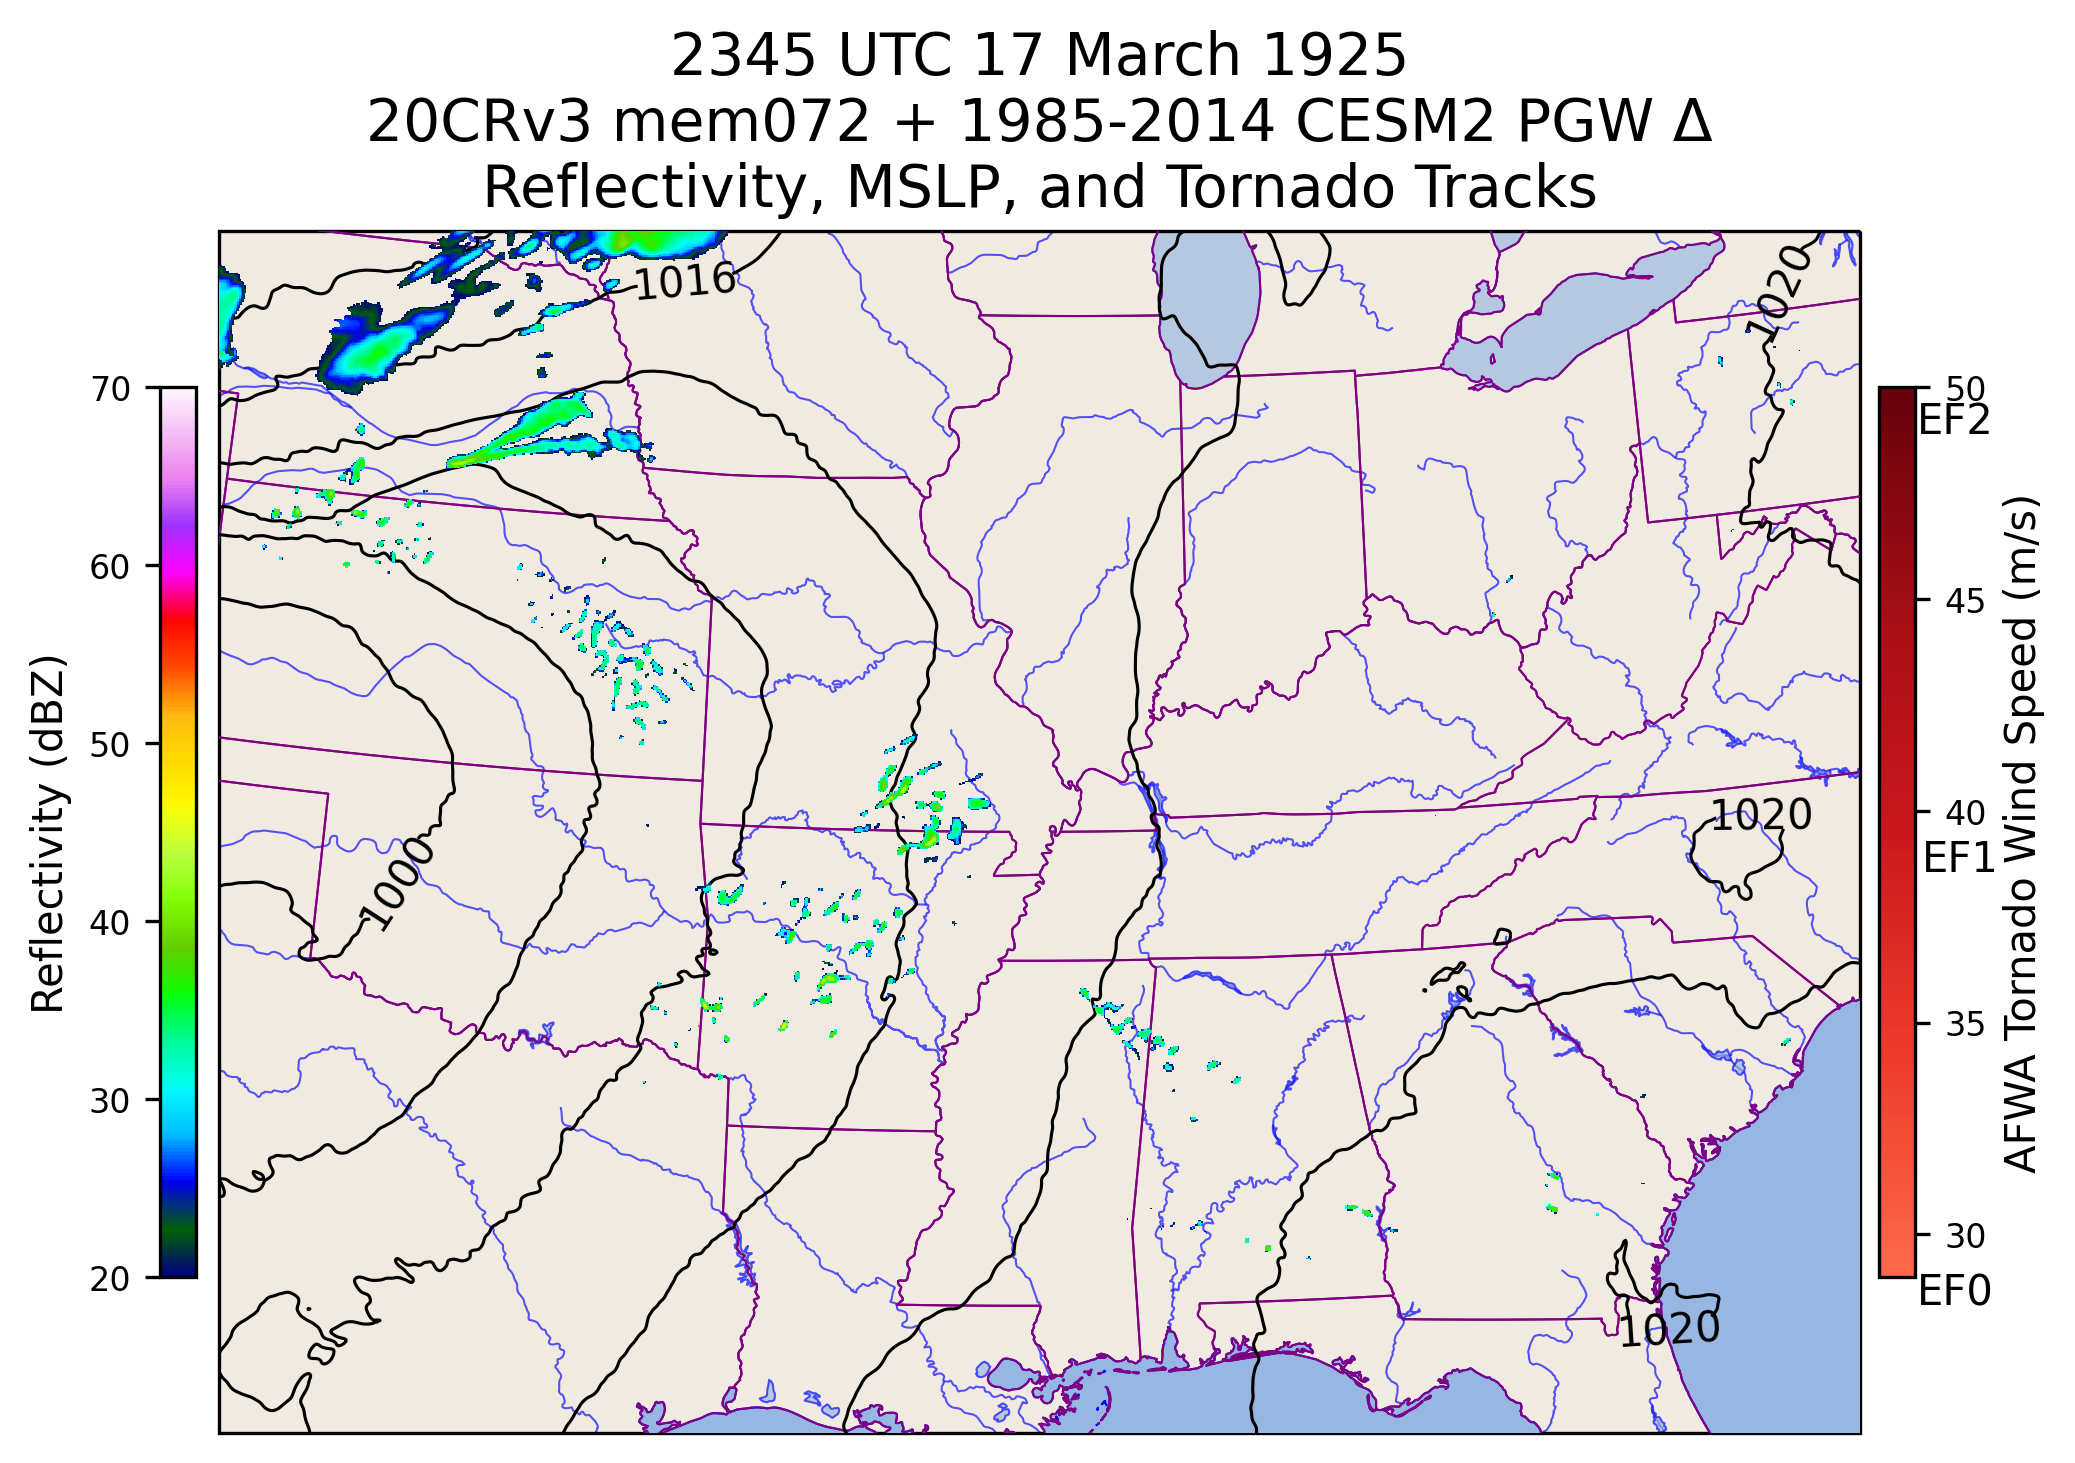 2345 UTC 17 March 1925
20CRv3 mem072 + 1985-2014 CESM2 PGW Δ
Reflectivity, MSLP, and Tornado Tracks
1016
1020
1020
1000
1020
70
60
50
40
30
20
Reflectivity (dBZ)
50
EF2
45
40
EF1
35
30
EF0
AFWA Tornado Wind Speed (m/s)